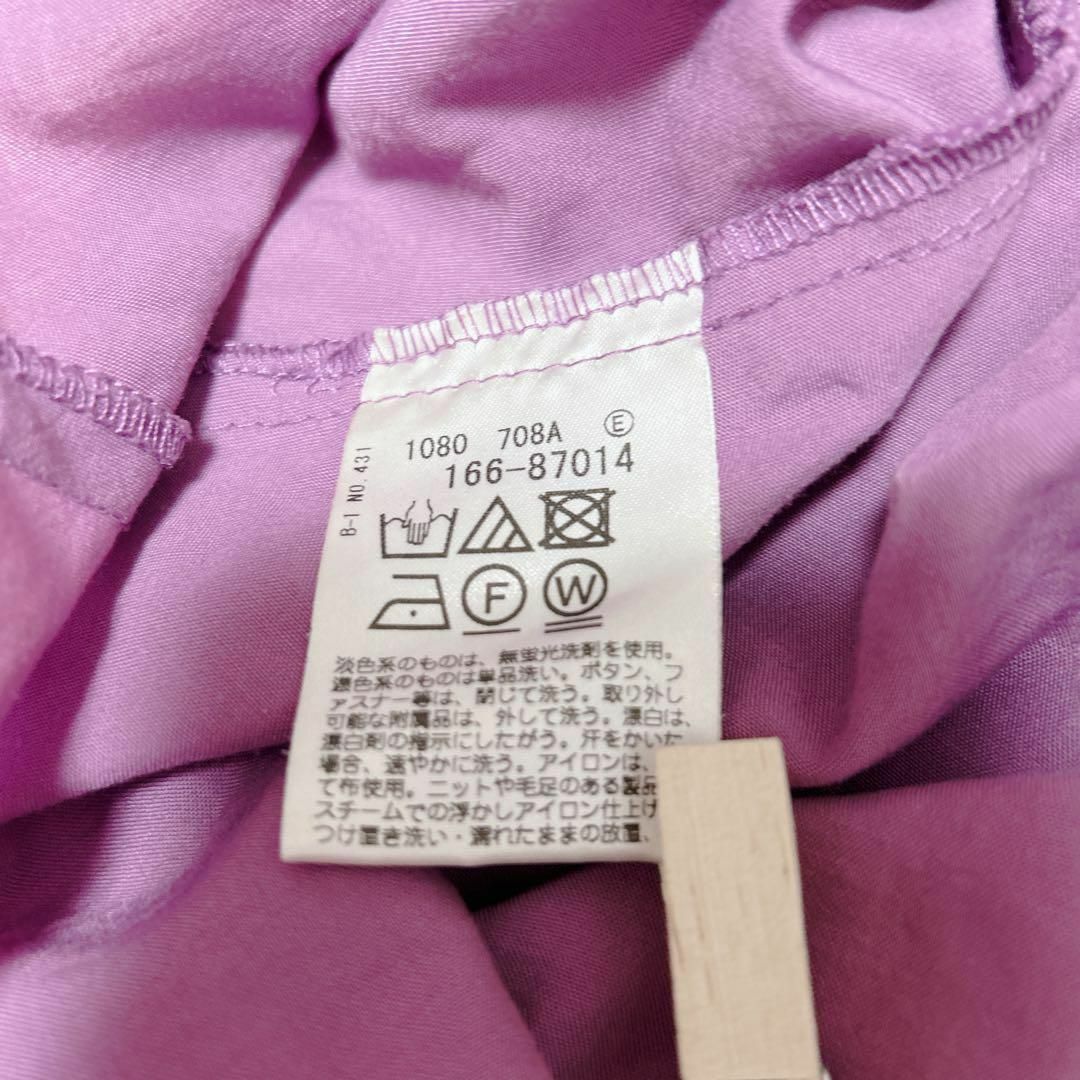 B-1 NO.431
1080 708A Ⓔ
166-87014
F W
淡色系のものは、無蛍光洗剤を使用。
濃色系のものは単品洗い。ボタン、フ
ァスナー等は、閉じて洗う。取り外し
可能な附属品は、外して洗う。漂白は、
漂白剤の指示にしたがう。汗をかいた
場合、速やかに洗う。アイロンは、
て布使用。ニットや毛足のある製品
スチームでの浮かしアイロン仕上げ
つけ置き洗い・濡れたままの放置、